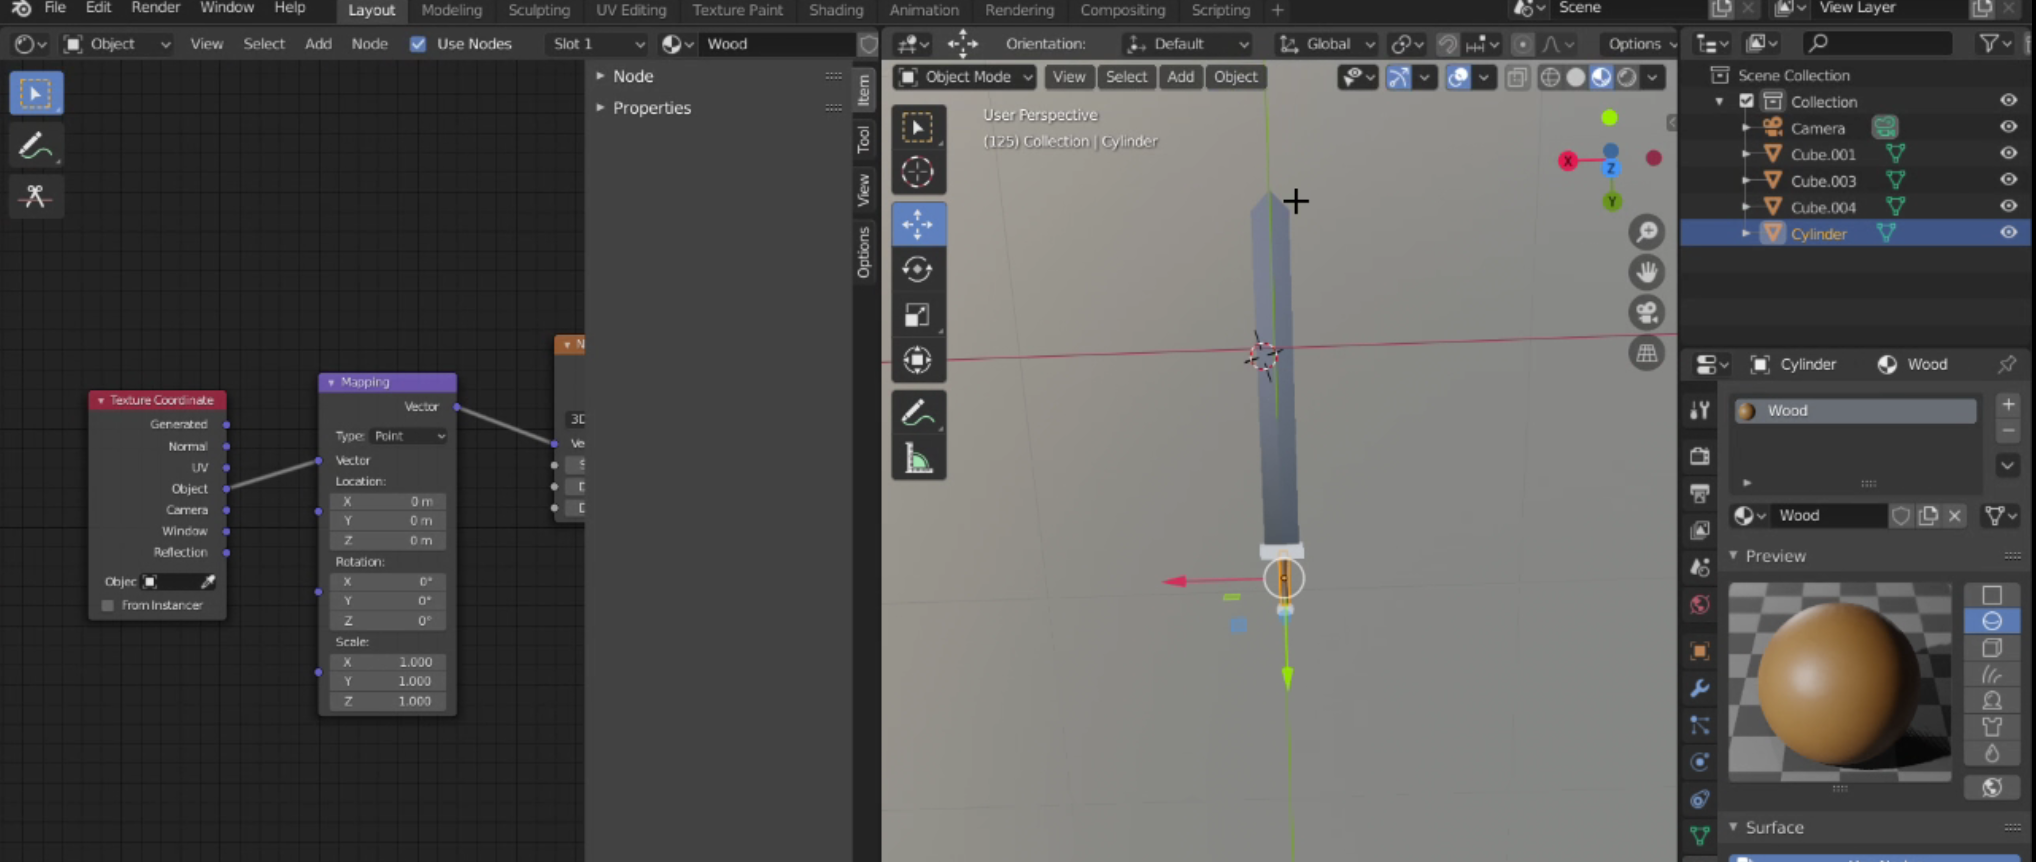 File Edit Render Window Help Layout Modeling Sculpting UV Editing Texture Paint Shading Animation Rendering Compositing Scripting + Scene View Layer
Object View Select Add Node Use Nodes Slot 1 Wood
Orientation: Default Global Options
Object Mode View Select Add Object
Node
Properties
Item
Tool
View
Options
Texture Coordinate
Generated
Normal
UV
Object
Camera
Window
Reflection
Objec
From Instancer
Mapping
Vector
Type: Point
Vector
Location:
X 0 m
Y 0 m
Z 0 m
Rotation:
X 0°
Y 0°
Z 0°
Scale:
X 1.000
Y 1.000
Z 1.000
N
3D
Ve
S
D
D
User Perspective
(125) Collection | Cylinder
X
Z
Y
Scene Collection
Collection
Camera
Cube.001
Cube.003
Cube.004
Cylinder
Cylinder Wood
Wood
Wood
Preview
Surface